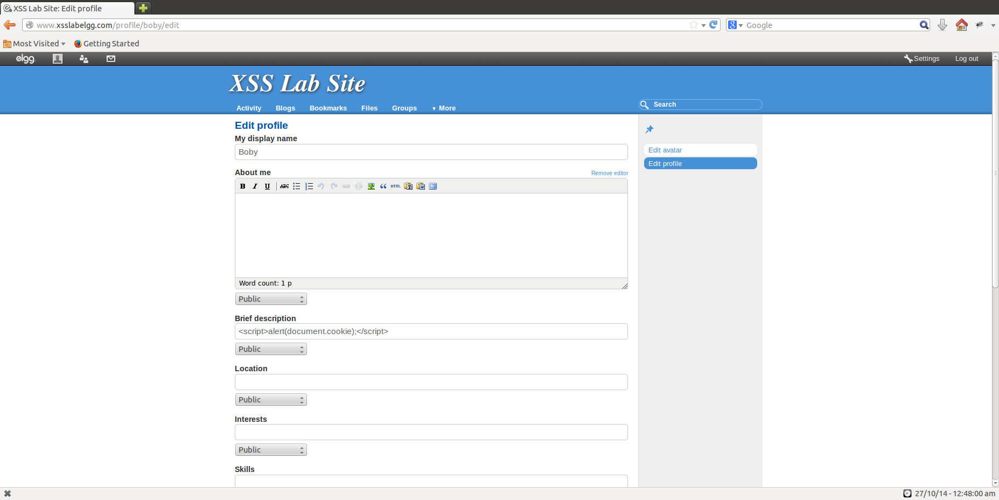 XSS Lab Site: Edit profile
www.xsslabelgg.com/profile/boby/edit
Google
Most Visited
Getting Started
elgg.
Settings
Log out
XSS Lab Site
Activity
Blogs
Bookmarks
Files
Groups
▼ More
Search
Edit profile
My display name
Boby
Edit avatar
Edit profile
About me
Remove editor
B I U ABC HTML
Word count: 1 p
Public
Brief description
<script>alert(document.cookie);</script>
Public
Location
Public
Interests
Public
Skills
27/10/14 - 12:48:00 am